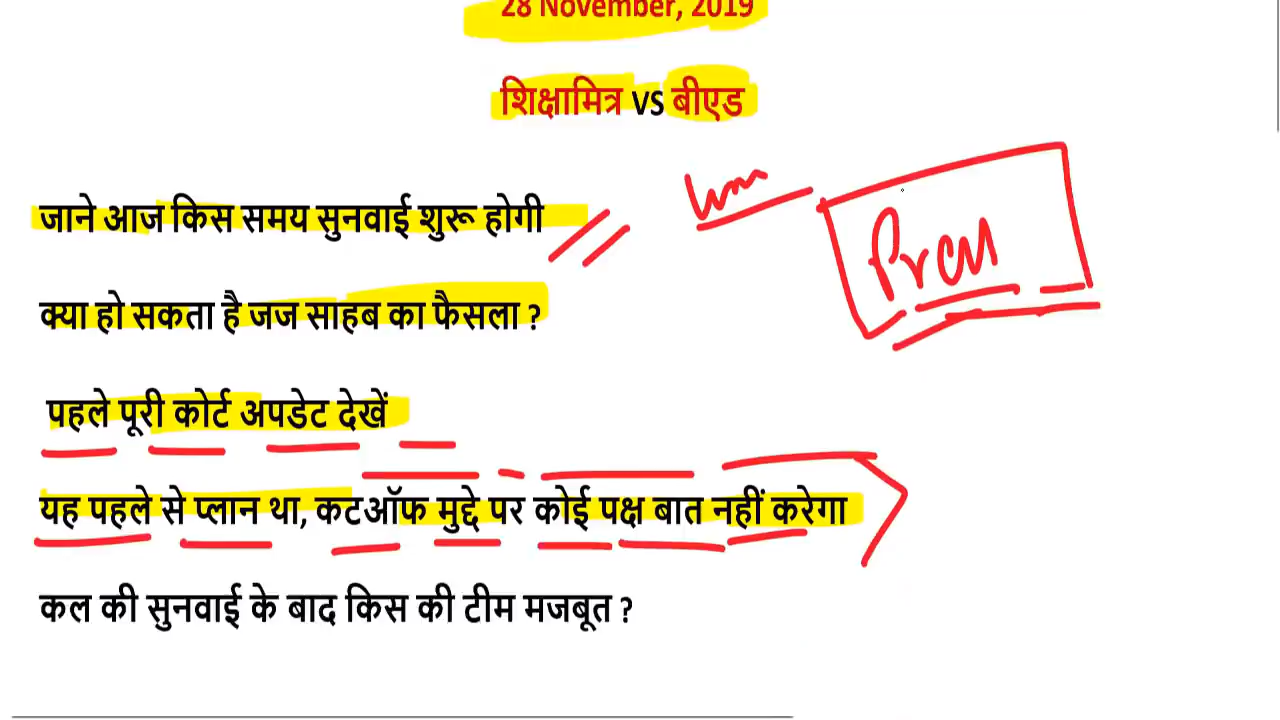 28 November, 2019
शिक्षामित्र VS बीएड
जाने आज किस समय सुनवाई शुरू होगी
क्या हो सकता है जज साहब का फैसला ?
पहले पूरी कोर्ट अपडेट देखें
यह पहले से प्लान था, कटऑफ मुद्दे पर कोई पक्ष बात नहीं करेगा
कल की सुनवाई के बाद किस की टीम मजबूत ?